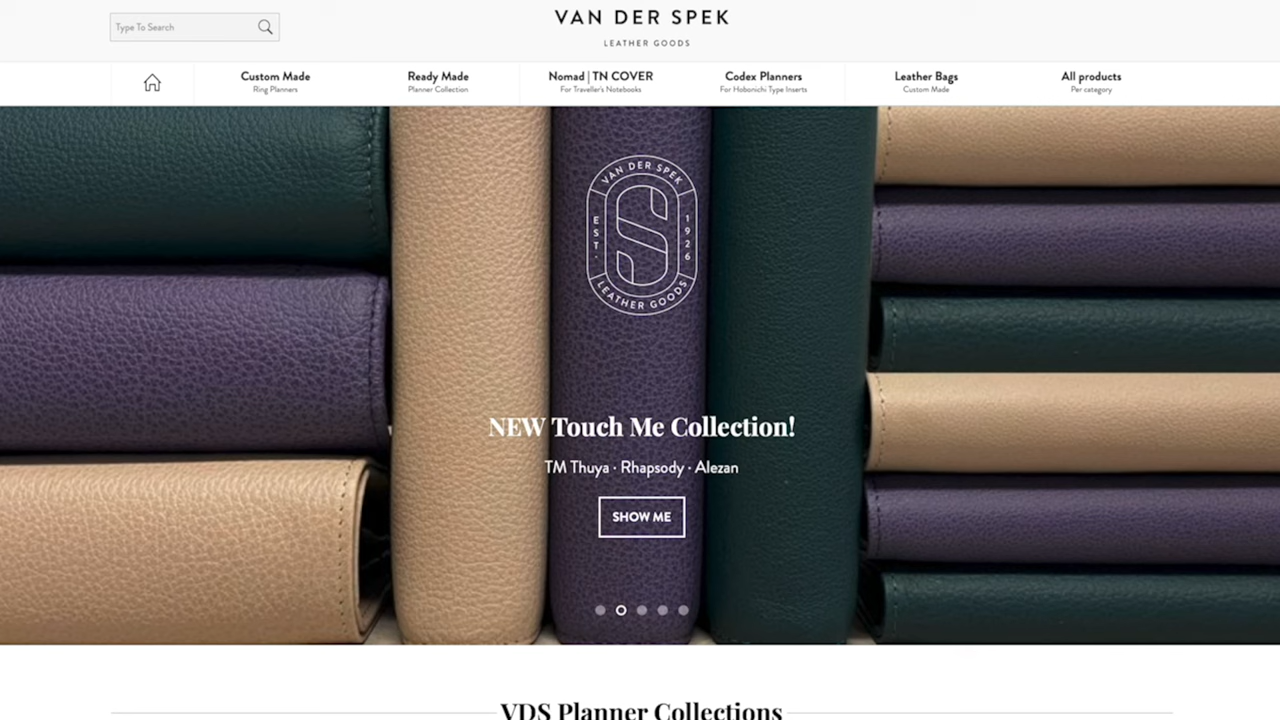 Type To Search
VAN DER SPEK
LEATHER GOODS
Custom Made
Ring Planners
Ready Made
Planner Collection
Nomad | TN COVER
For Traveller's Notebooks
Codex Planners
For Hobonichi Type Inserts
Leather Bags
Custom Made
All products
Per category
VAN DER SPEK
EST.
1926
S
LEATHER GOODS
NEW Touch Me Collection!
TM Thuya · Rhapsody · Alezan
SHOW ME
VDS Planner Collections